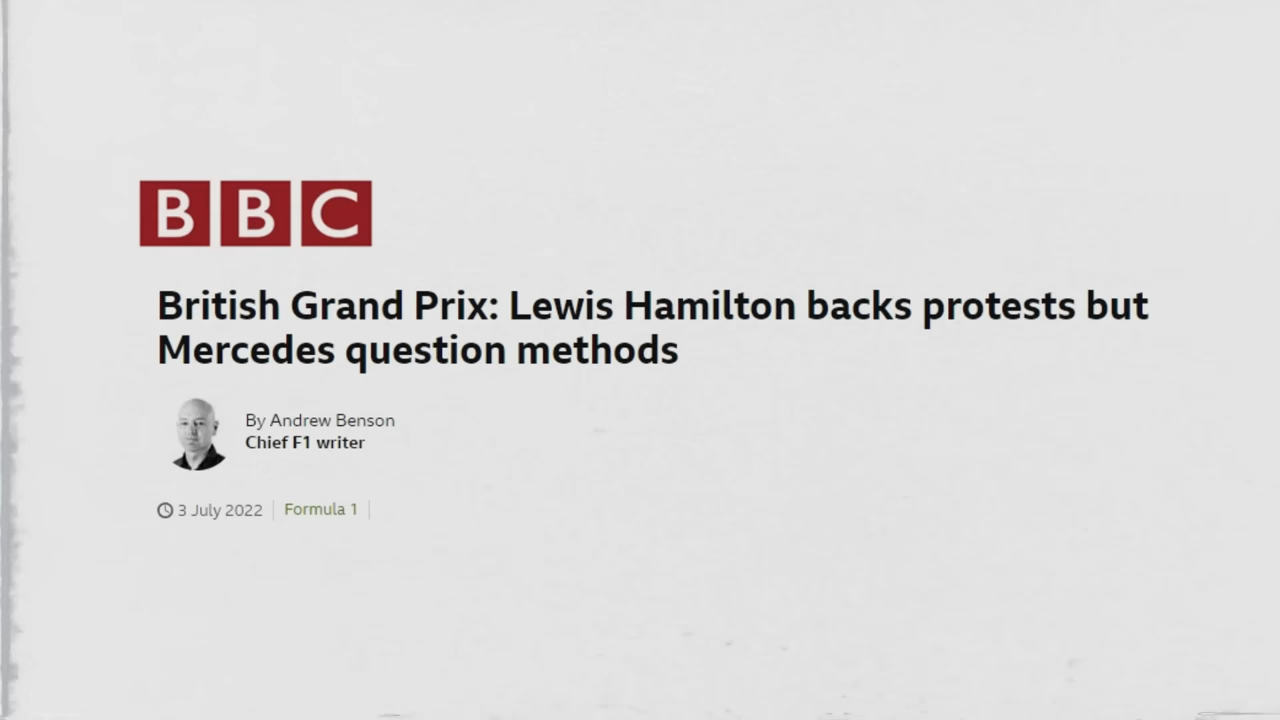 BBC
British Grand Prix: Lewis Hamilton backs protests but
Mercedes question methods
By Andrew Benson
Chief F1 writer
3 July 2022
Formula 1